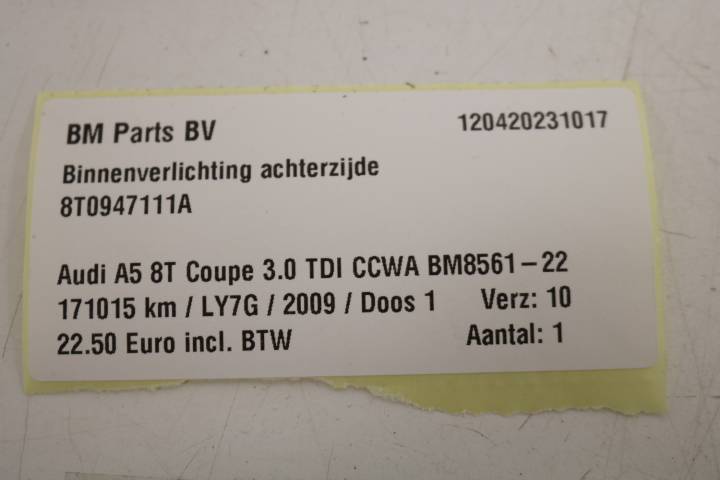 BM Parts BV 120420231017
Binnenverlichting achterzijde
8T0947111A
Audi A5 8T Coupe 3.0 TDI CCWA BM8561-22
171015 km / LY7G / 2009 / Doos 1 Verz: 10
22.50 Euro incl. BTW Aantal: 1